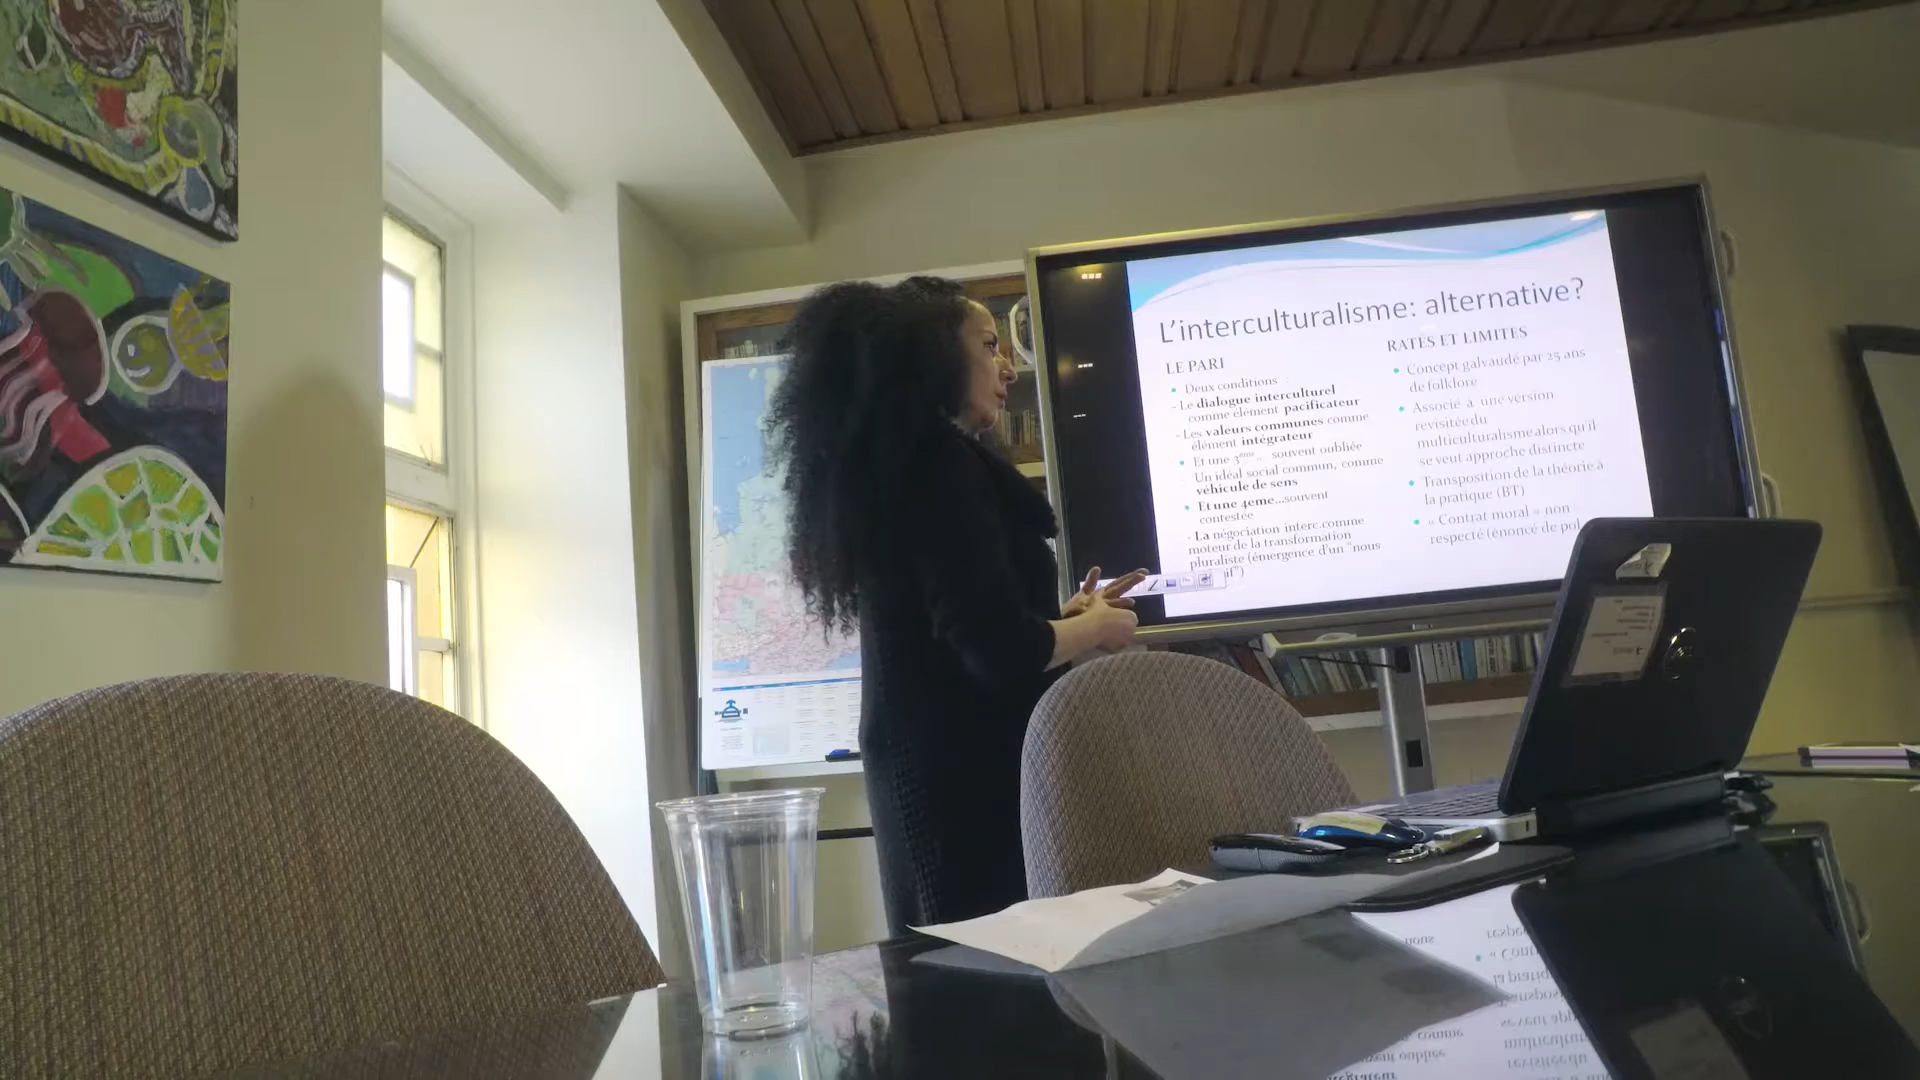 L'interculturalisme: alternative?
LE PARI
• Deux conditions :
- Le dialogue interculturel
comme élément pacificateur
- Les valeurs communes comme
élément intégrateur
• Et une 3ème .. souvent oubliée
Un idéal social commun, comme
véhicule de sens
• Et une 4eme...souvent
contestée
- La négociation interc.comme
moteur de la transformation
pluraliste (émergence d'un "nous
if")
RATES ET LIMITES
• Concept galvaudé par 25 ans
de folklore
• Associé à une version
revisitée du
multiculturalisme alors qu'il
se veut approche distincte
• Transposition de la théorie à
la pratique (BT)
• « Contrat moral » non
respecté (énoncé de pol